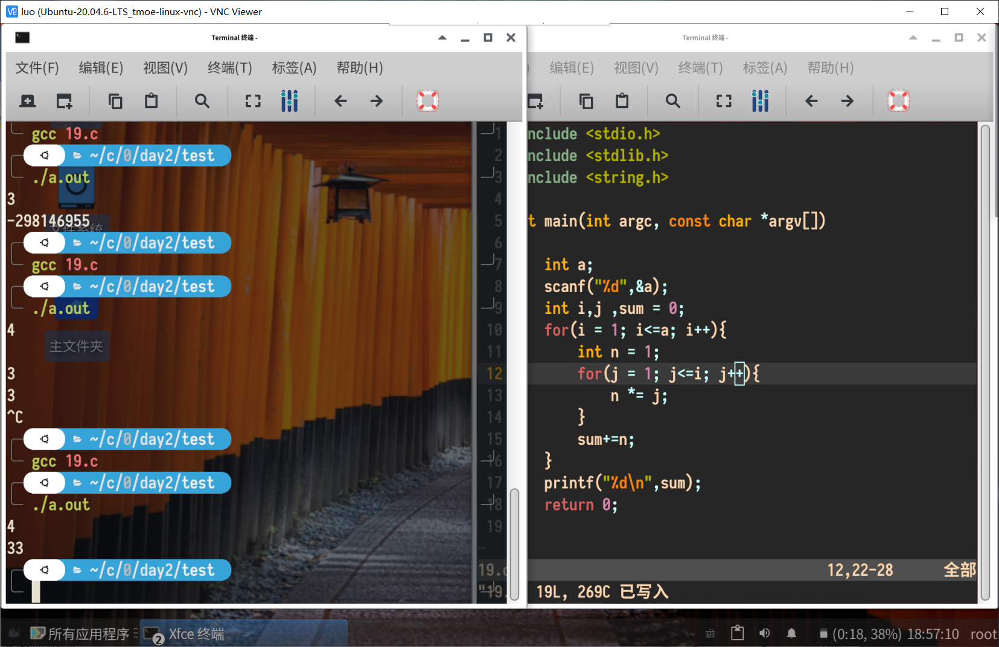 luo (Ubuntu-20.04.6-LTS_tmoe-linux-vnc) - VNC Viewer
Terminal 终端 -
文件(F) 编辑(E) 视图(V) 终端(T) 标签(A) 帮助(H)
gcc 19.c
~/c/0/day2/test
./a.out
3
-298146955
文件系统
~/c/0/day2/test
gcc 19.c
~/c/0/day2/test
./a.out
4
主文件夹
3
3
^C
~/c/0/day2/test
gcc 19.c
~/c/0/day2/test
./a.out
4
33
~/c/0/day2/test
Terminal 终端 -
) 编辑(E) 视图(V) 终端(T) 标签(A) 帮助(H)
1 nclude <stdio.h>
2 nclude <stdlib.h>
3 nclude <string.h>
4
5 t main(int argc, const char *argv[])
6
7 int a;
8 scanf("%d",&a);
9 int i,j ,sum = 0;
10 for(i = 1; i<=a; i++){
11 int n = 1;
12 for(j = 1; j<=i; j++){
13 n *= j;
14 }
15 sum+=n;
16 }
17 printf("%d\n",sum);
18 return 0;
19
~
19.c 12,22-28 全部
"19. 19L, 269C 已写入
所有应用程序 2 Xfce 终端 (0:18, 38%) 18:57:10 root